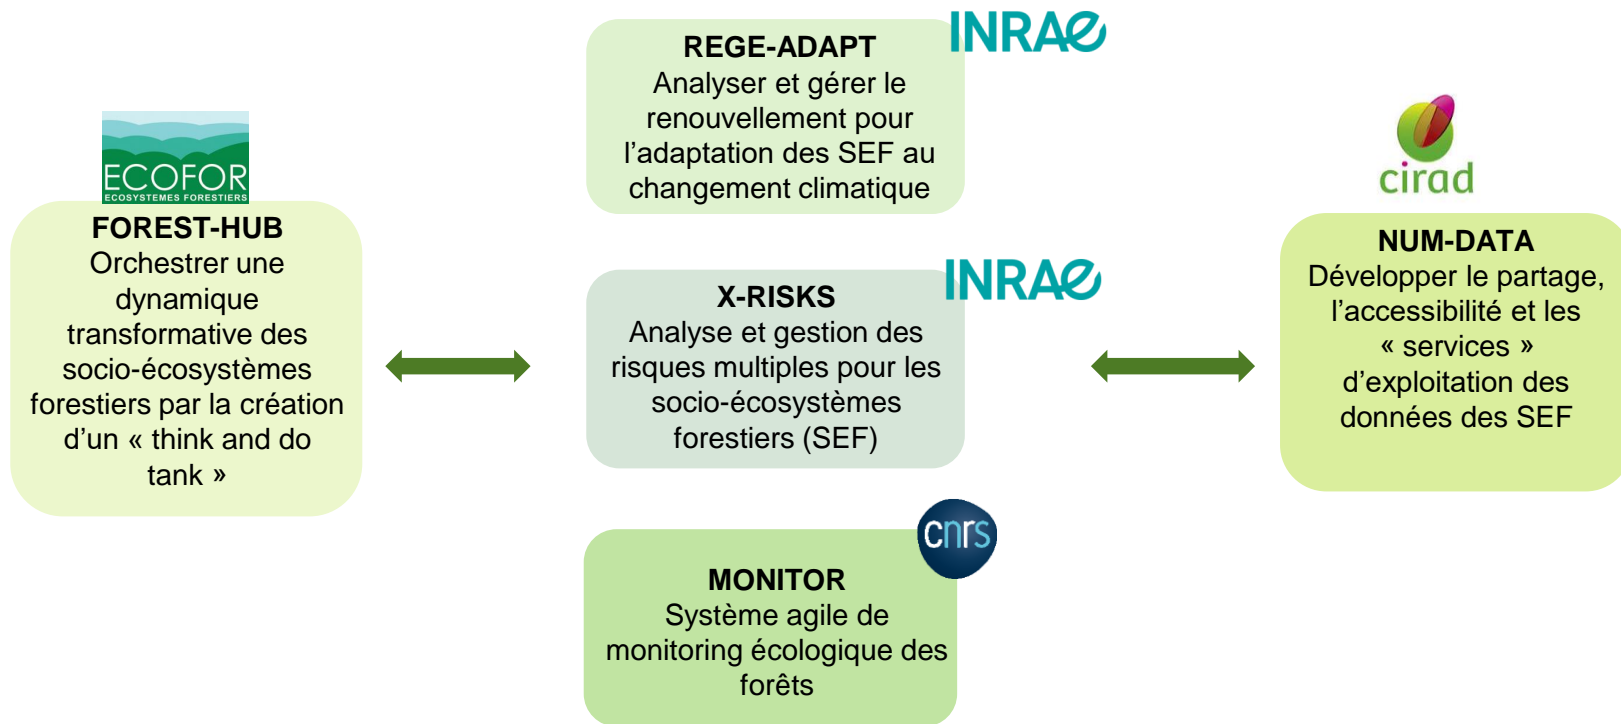 ECOFOR
ECOSYSTEMES FORESTIERS
FOREST-HUB
Orchestrer une
dynamique
transformative des
socio-écosystèmes
forestiers par la création
d’un « think and do
tank »
INRAE
REGE-ADAPT
Analyser et gérer le
renouvellement pour
l’adaptation des SEF au
changement climatique
INRAE
X-RISKS
Analyse et gestion des
risques multiples pour les
socio-écosystèmes
forestiers (SEF)
cnrs
MONITOR
Système agile de
monitoring écologique des
forêts
cirad
NUM-DATA
Développer le partage,
l’accessibilité et les
« services »
d’exploitation des
données des SEF